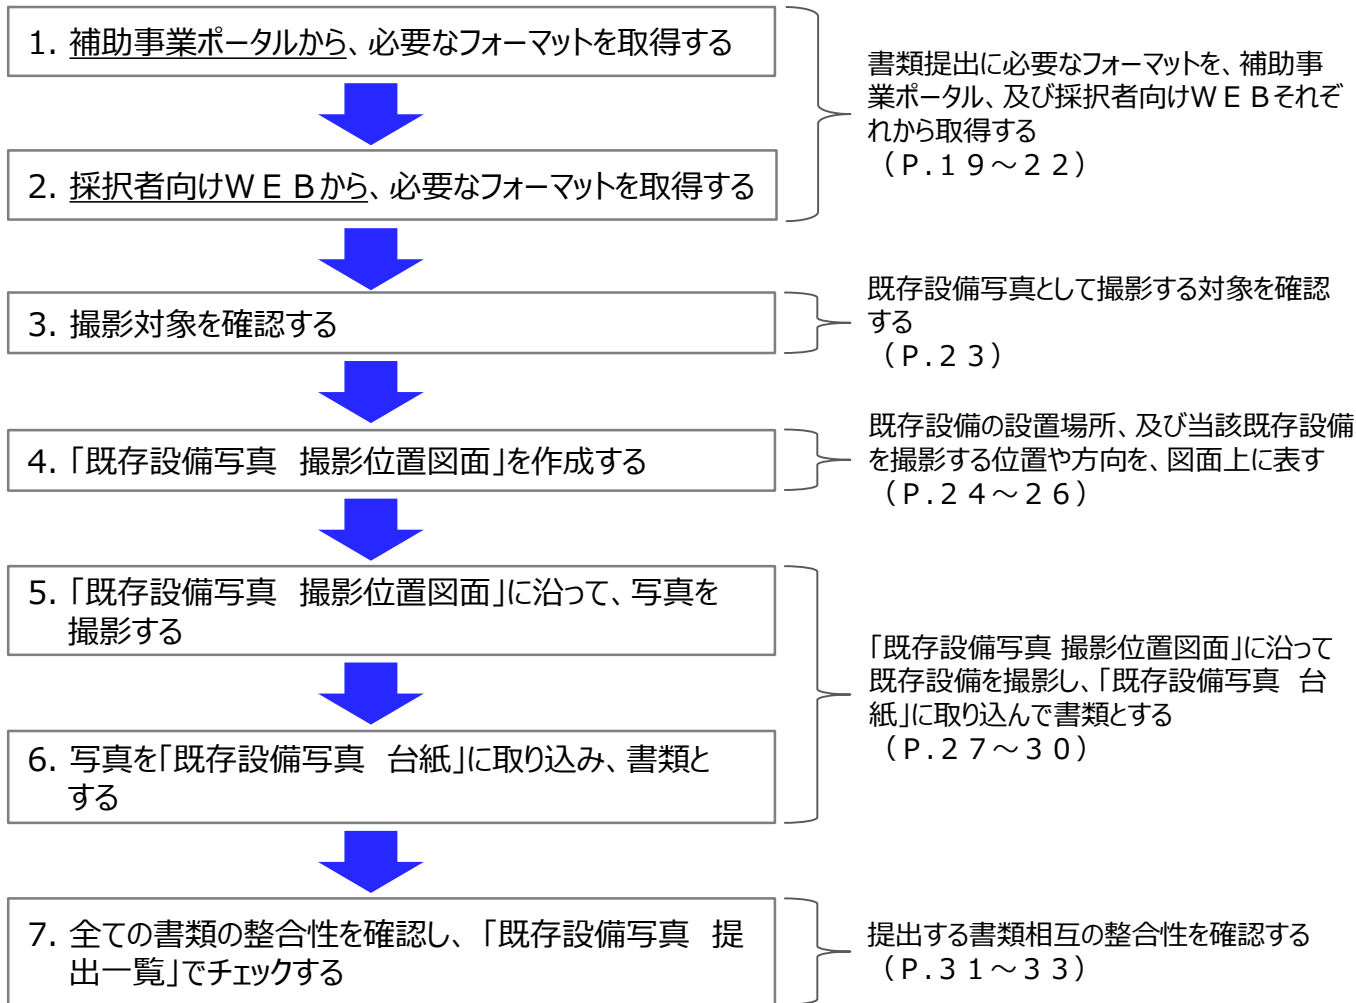 1. 補助事業ポータルから、必要なフォーマットを取得する
書類提出に必要なフォーマットを、補助事
業ポータル、及び採択者向けWEBそれぞ
れから取得する
(P.19~22)
2. 採択者向けWEBから、必要なフォーマットを取得する
3. 撮影対象を確認する
既存設備写真として撮影する対象を確認
する
(P.23)
4.「既存設備写真 撮影位置図面」を作成する
既存設備の設置場所、及び当該既存設備
を撮影する位置や方向を、図面上に表す
(P.24~26)
5.「既存設備写真 撮影位置図面」に沿って、写真を
撮影する
「既存設備写真 撮影位置図面」に沿って
既存設備を撮影し、「既存設備写真 台
紙」に取り込んで書類とする
(P.27~30)
6. 写真を「既存設備写真 台紙」に取り込み、書類と
する
7. 全ての書類の整合性を確認し、「既存設備写真 提
出一覧」でチェックする
提出する書類相互の整合性を確認する
(P.31~33)